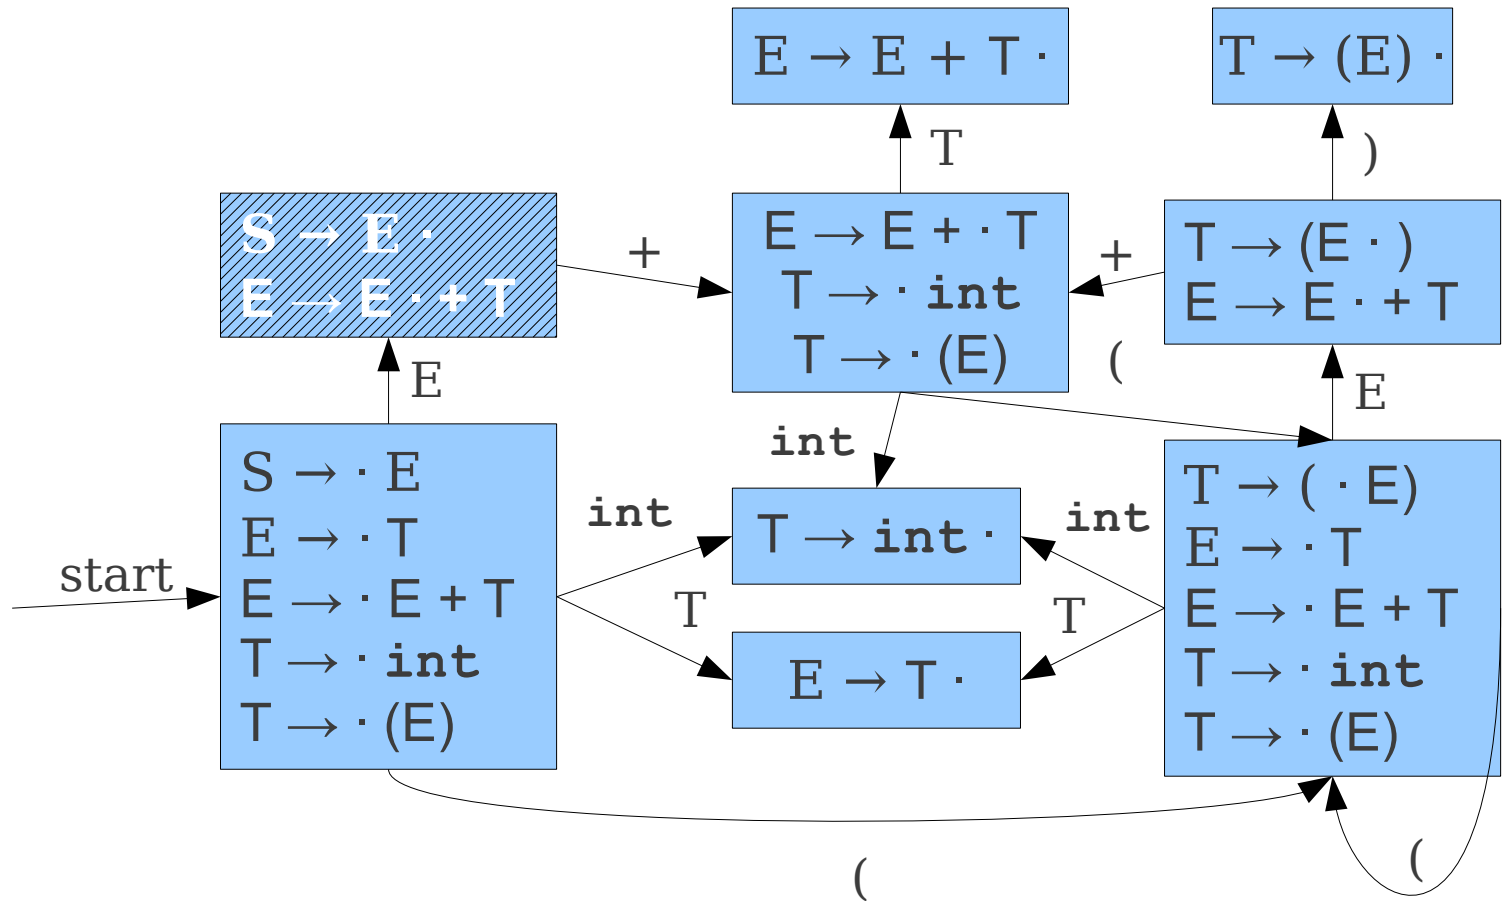 E → E + T ·
T → (E) ·
T
)
S → E ·
E → E · + T
+
E → E + · T
T → · int
T → · (E)
+
T → (E · )
E → E · + T
E
(
E
int
S → · E
E → · T
E → · E + T
T → · int
T → · (E)
start
int
T → int ·
int
T
E → T ·
T
T → ( · E)
E → · T
E → · E + T
T → · int
T → · (E)
(
(